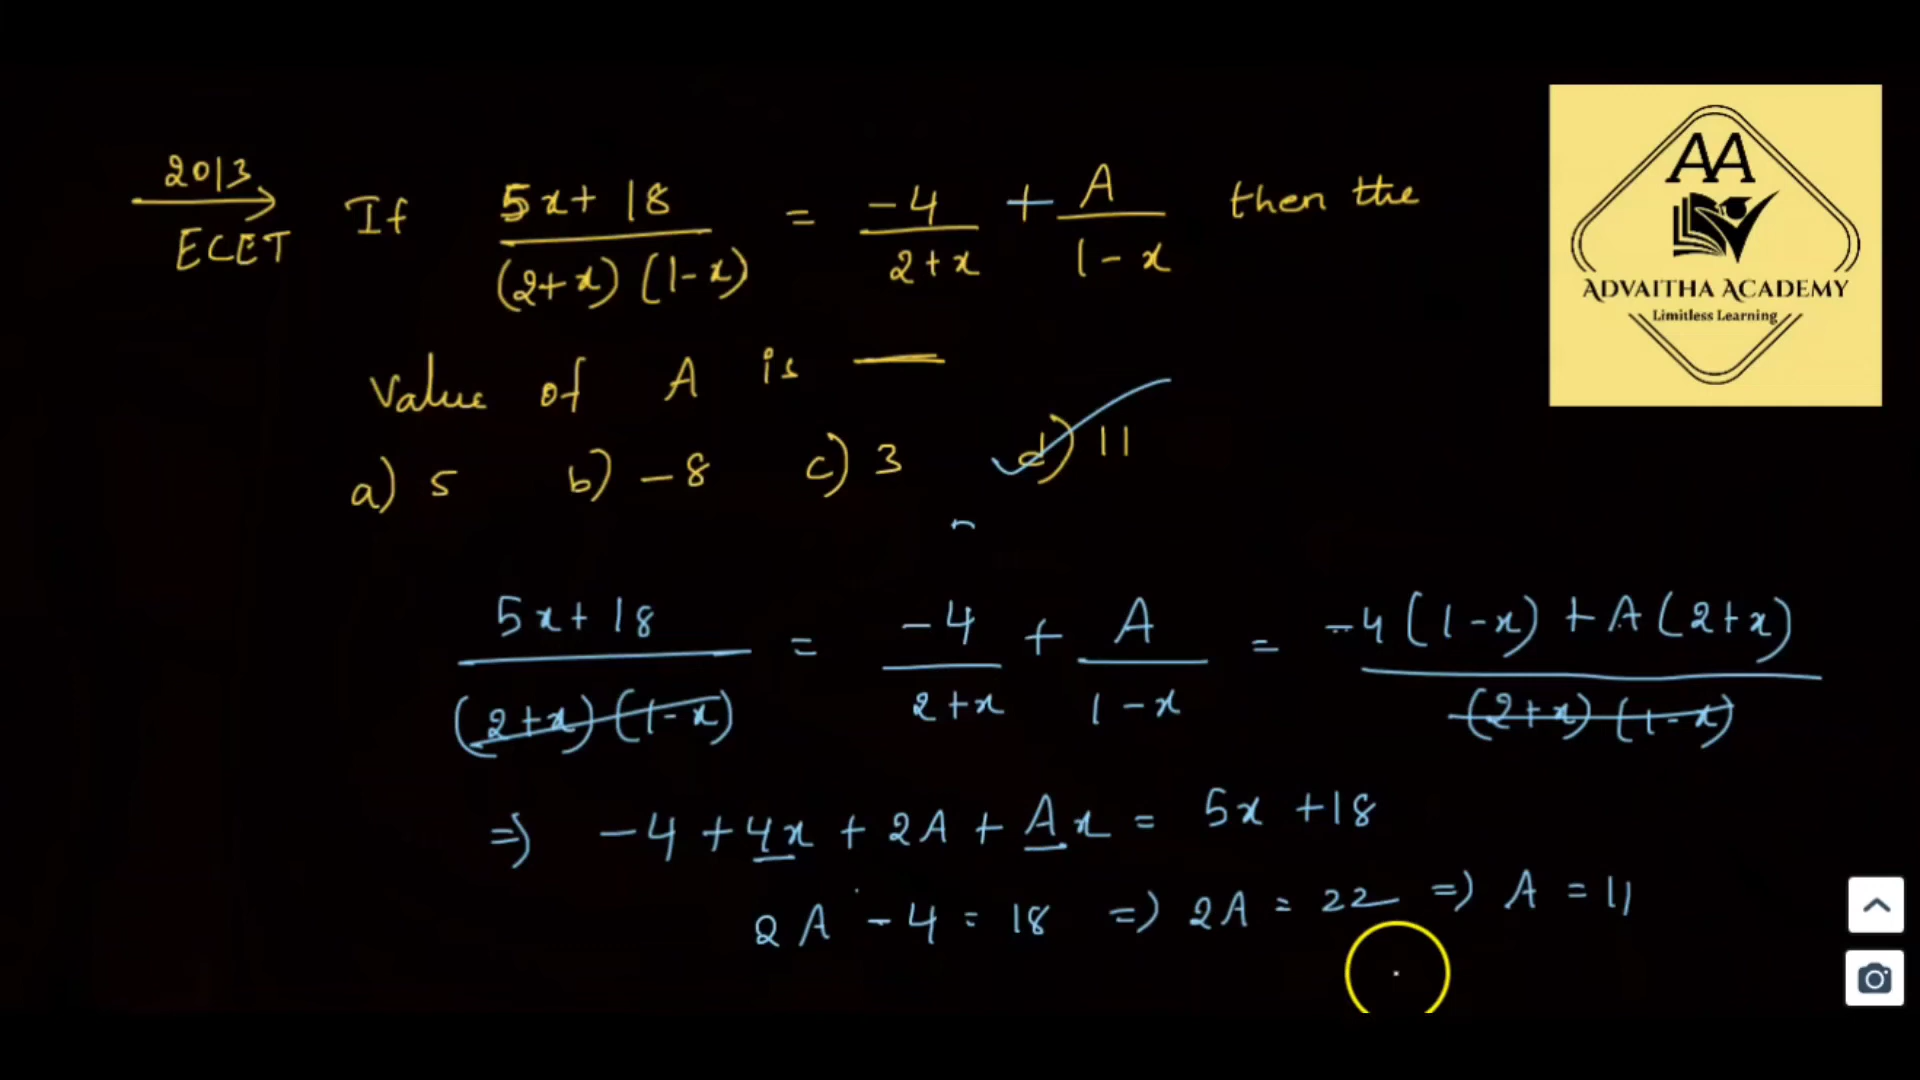 2013
ECET
If 5x + 18 / (2+x) (1-x) = -4 / 2+x + A / 1-x then the
value of A is —
a) 5 b) -8 c) 3 d) 11
5x + 18 / (2+x) (1-x) = -4 / 2+x + A / 1-x = -4 (1-x) + A (2+x) / (2+x) (1-x)
=> -4 + 4x + 2A + Ax = 5x + 18
2A - 4 = 18 => 2A = 22 => A = 11
AA
ADVAITHA ACADEMY
Limitless Learning